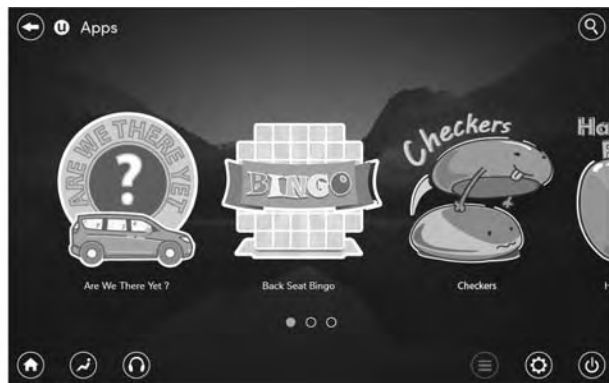 u Apps
ARE WE THERE YET
?
BINGO
Checkers
Are We There Yet ?
Back Seat Bingo
Checkers